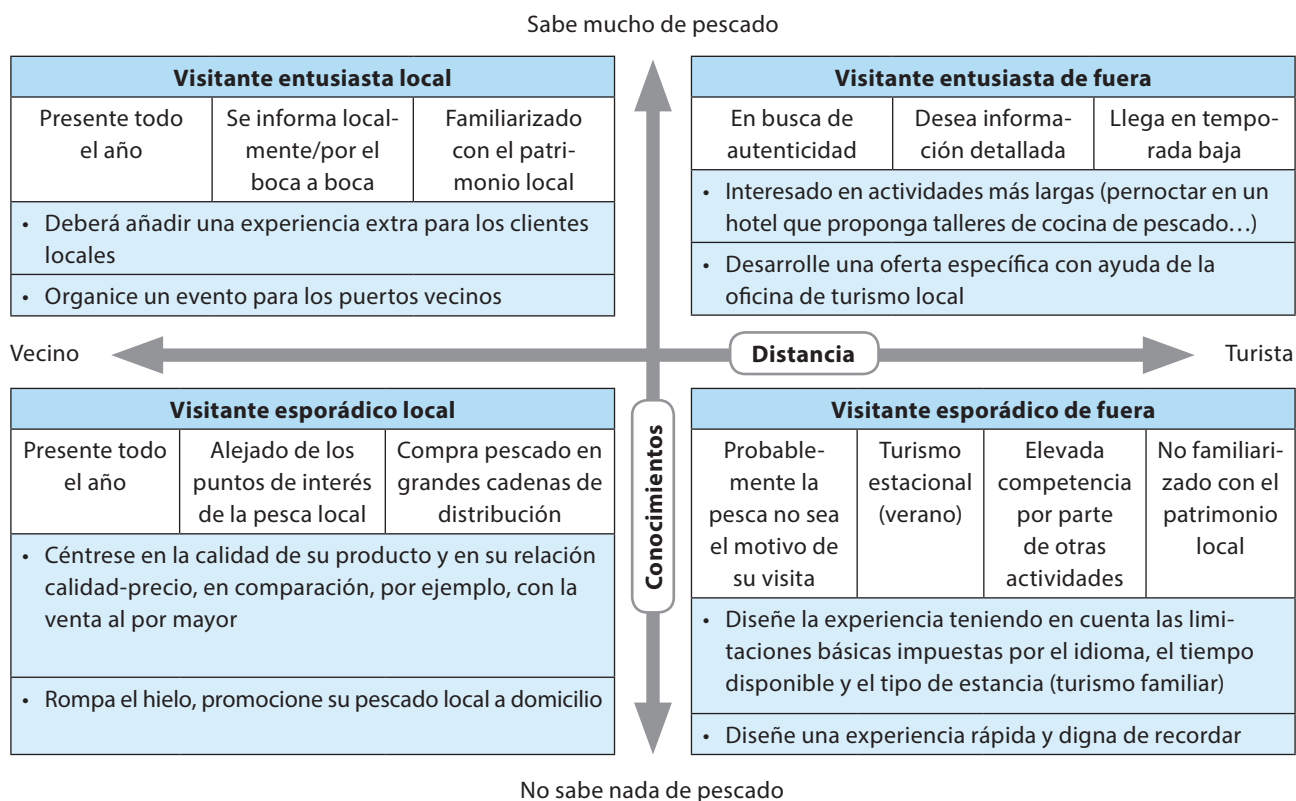 Sabe mucho de pescado
Visitante entusiasta local
Presente todo
el año
Se informa local-
mente/por el
boca a boca
Familiarizado
con el patri-
monio local
• Deberá añadir una experiencia extra para los clientes
locales
• Organice un evento para los puertos vecinos
Visitante entusiasta de fuera
En busca de
autenticidad
Desea informa-
ción detallada
Llega en tempo-
rada baja
• Interesado en actividades más largas (pernoctar en un
hotel que proponga talleres de cocina de pescado…)
• Desarrolle una oferta específica con ayuda de la
oficina de turismo local
Vecino
Distancia
Turista
Visitante esporádico local
Presente todo
el año
Alejado de los
puntos de interés
de la pesca local
Compra pescado en
grandes cadenas de
distribución
• Céntrese en la calidad de su producto y en su relación
calidad-precio, en comparación, por ejemplo, con la
venta al por mayor
• Rompa el hielo, promocione su pescado local a domicilio
Conocimientos
Visitante esporádico de fuera
Probable-
mente la
pesca no sea
el motivo de
su visita
Turismo
estacional
(verano)
Elevada
competencia
por parte
de otras
actividades
No familiari-
zado con el
patrimonio
local
• Diseñe la experiencia teniendo en cuenta las limi-
taciones básicas impuestas por el idioma, el tiempo
disponible y el tipo de estancia (turismo familiar)
• Diseñe una experiencia rápida y digna de recordar
No sabe nada de pescado